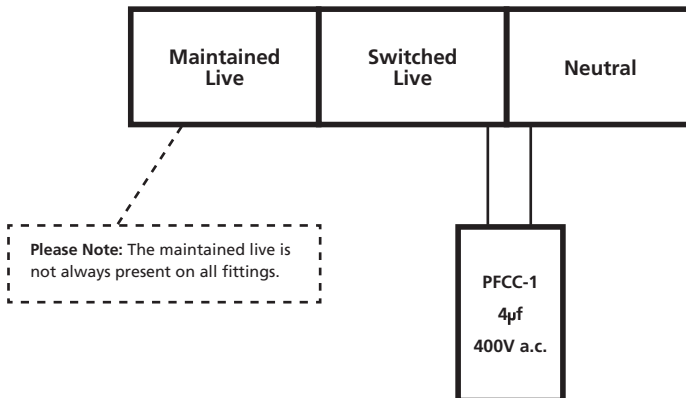 Maintained
Live
Switched
Live
Neutral
Please Note: The maintained live is
not always present on all fittings.
PFCC-1
4µf
400V a.c.